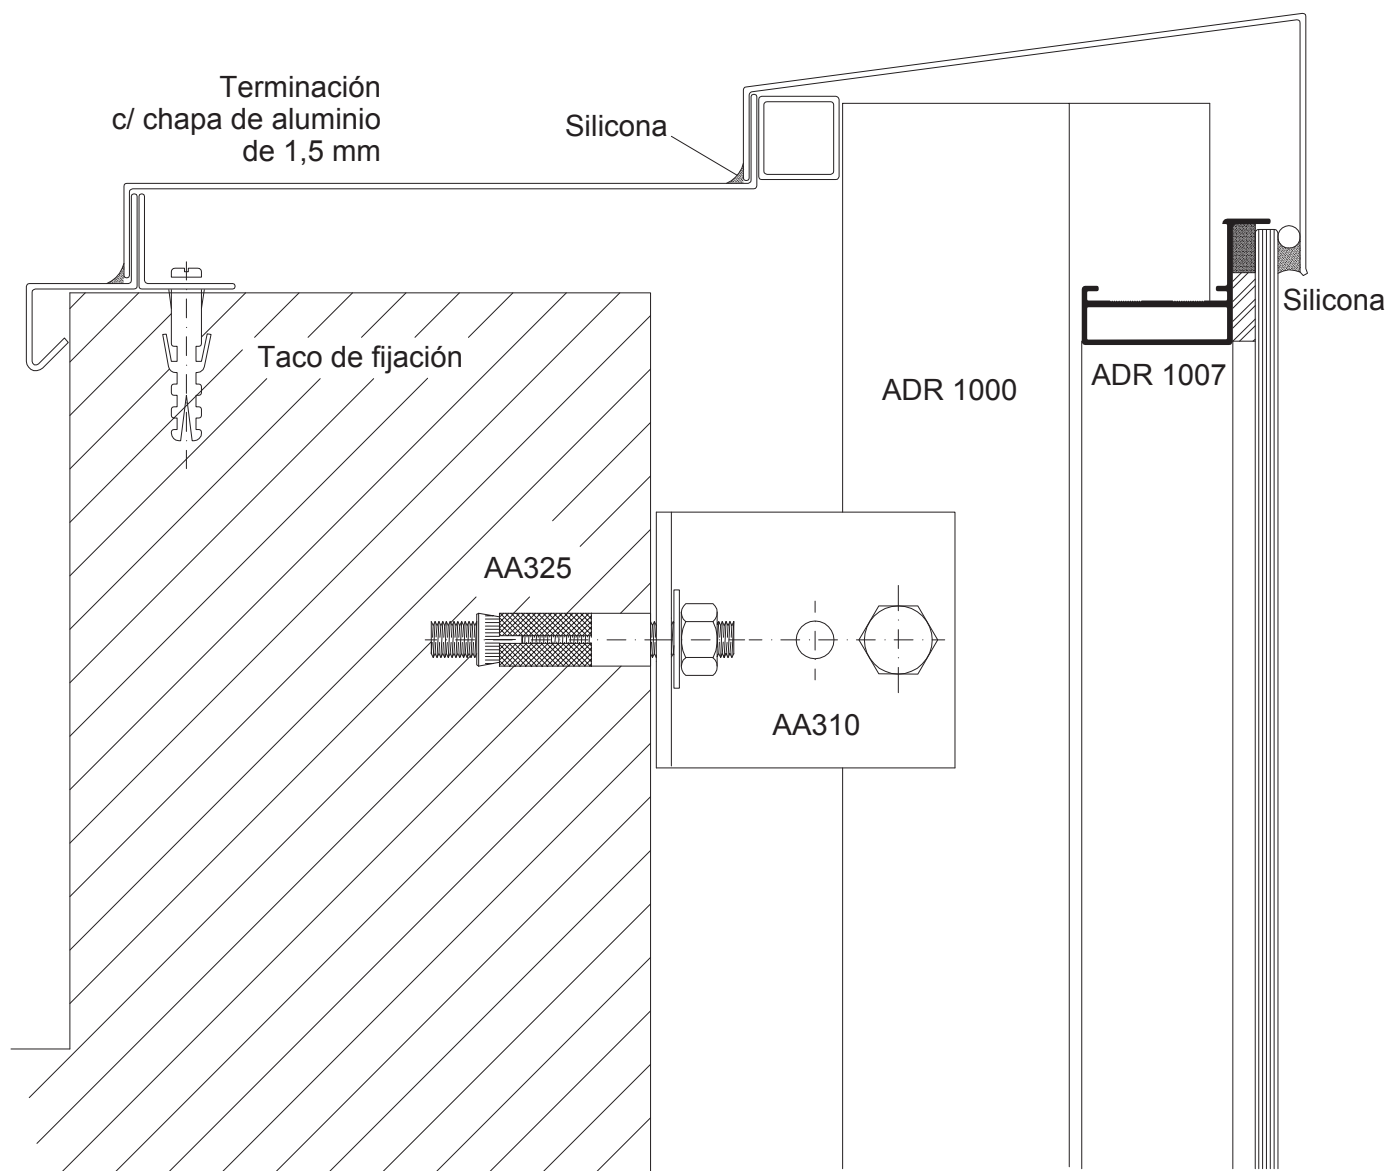 Terminación
c/ chapa de aluminio
de 1,5 mm
Silicona
Silicona
Taco de fijación
ADR 1000
ADR 1007
AA325
AA310